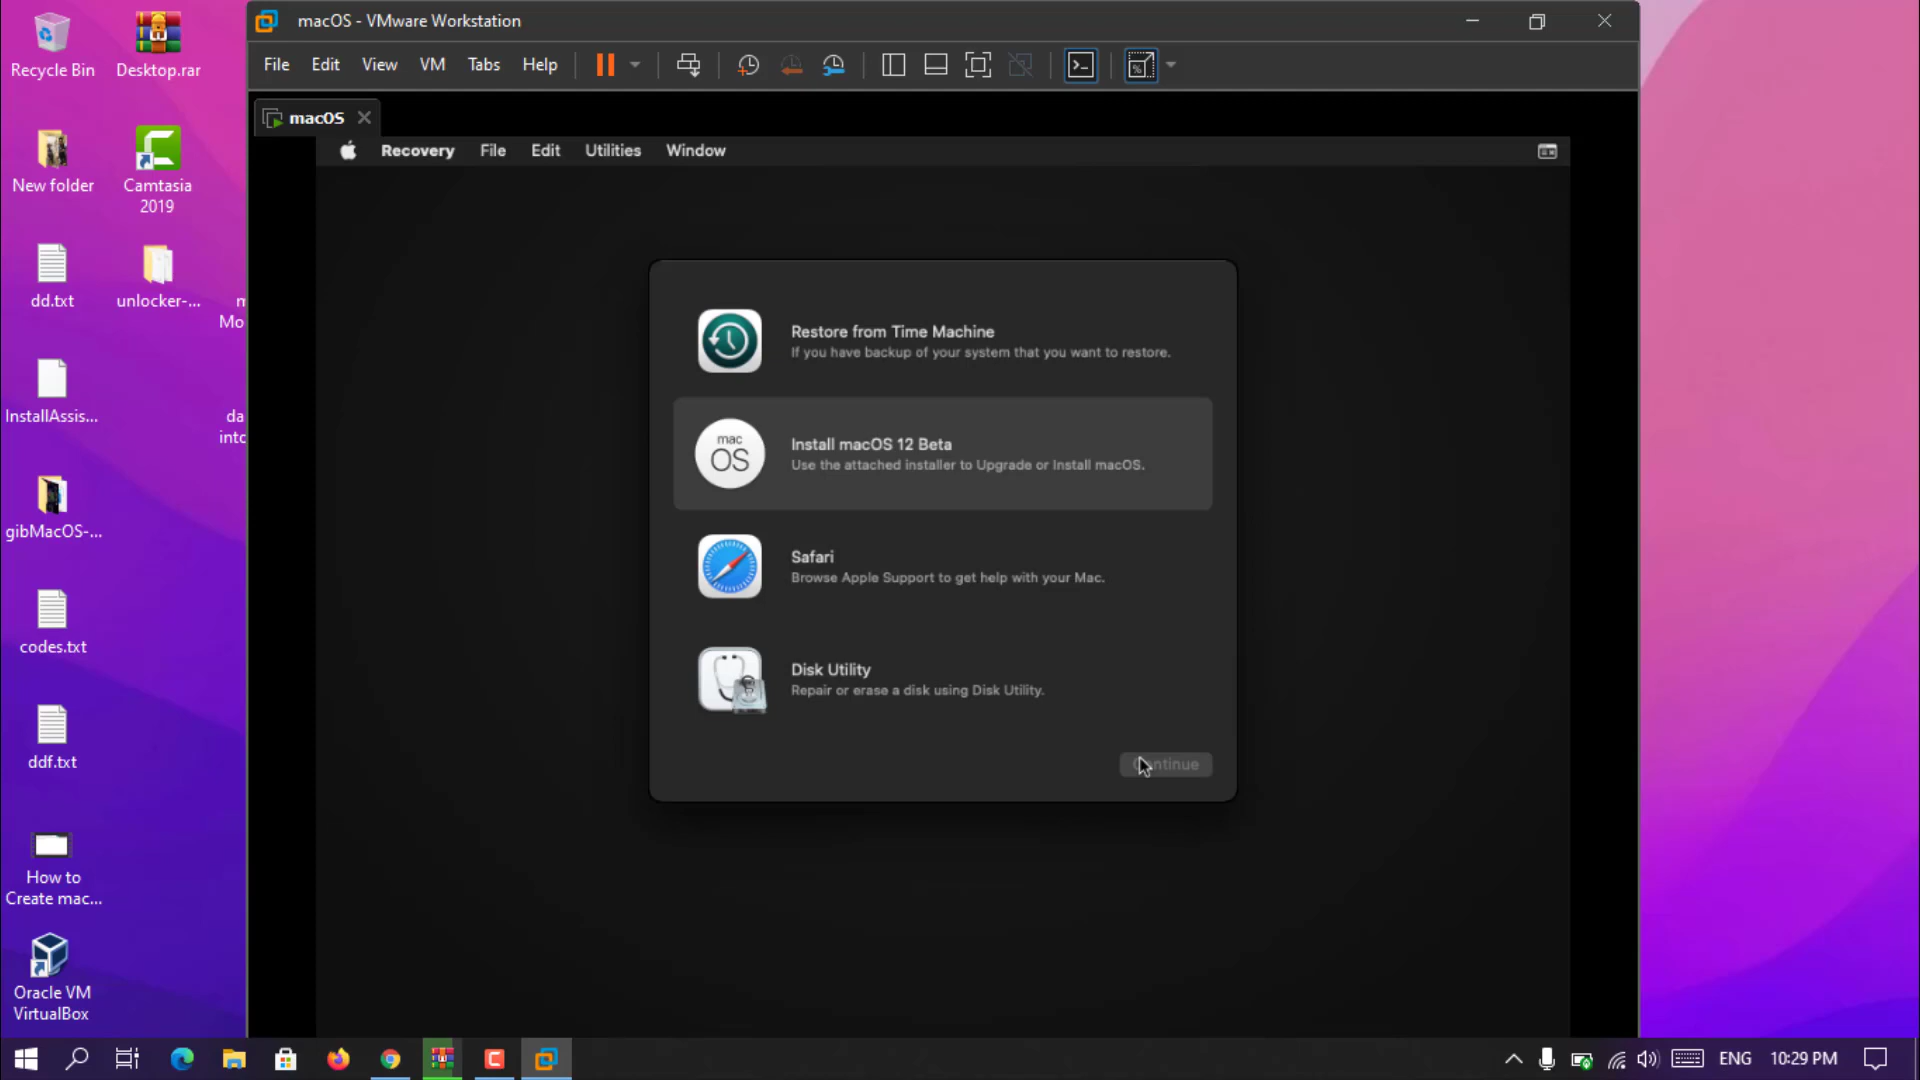 macOS - VMware Workstation
File Edit View VM Tabs Help
macOS
Recovery File Edit Utilities Window
Restore from Time Machine
If you have backup of your system that you want to restore.
mac
OS
Install macOS 12 Beta
Use the attached installer to Upgrade or Install macOS.
Safari
Browse Apple Support to get help with your Mac.
Disk Utility
Repair or erase a disk using Disk Utility.
Recycle Bin
Desktop.rar
New folder
Camtasia
2019
dd.txt
unlocker-...
m
Mo
InstallAssis...
da
into
gibMacOS-...
codes.txt
ddf.txt
How to
Create mac...
Oracle VM
VirtualBox
ENG 10:29 PM